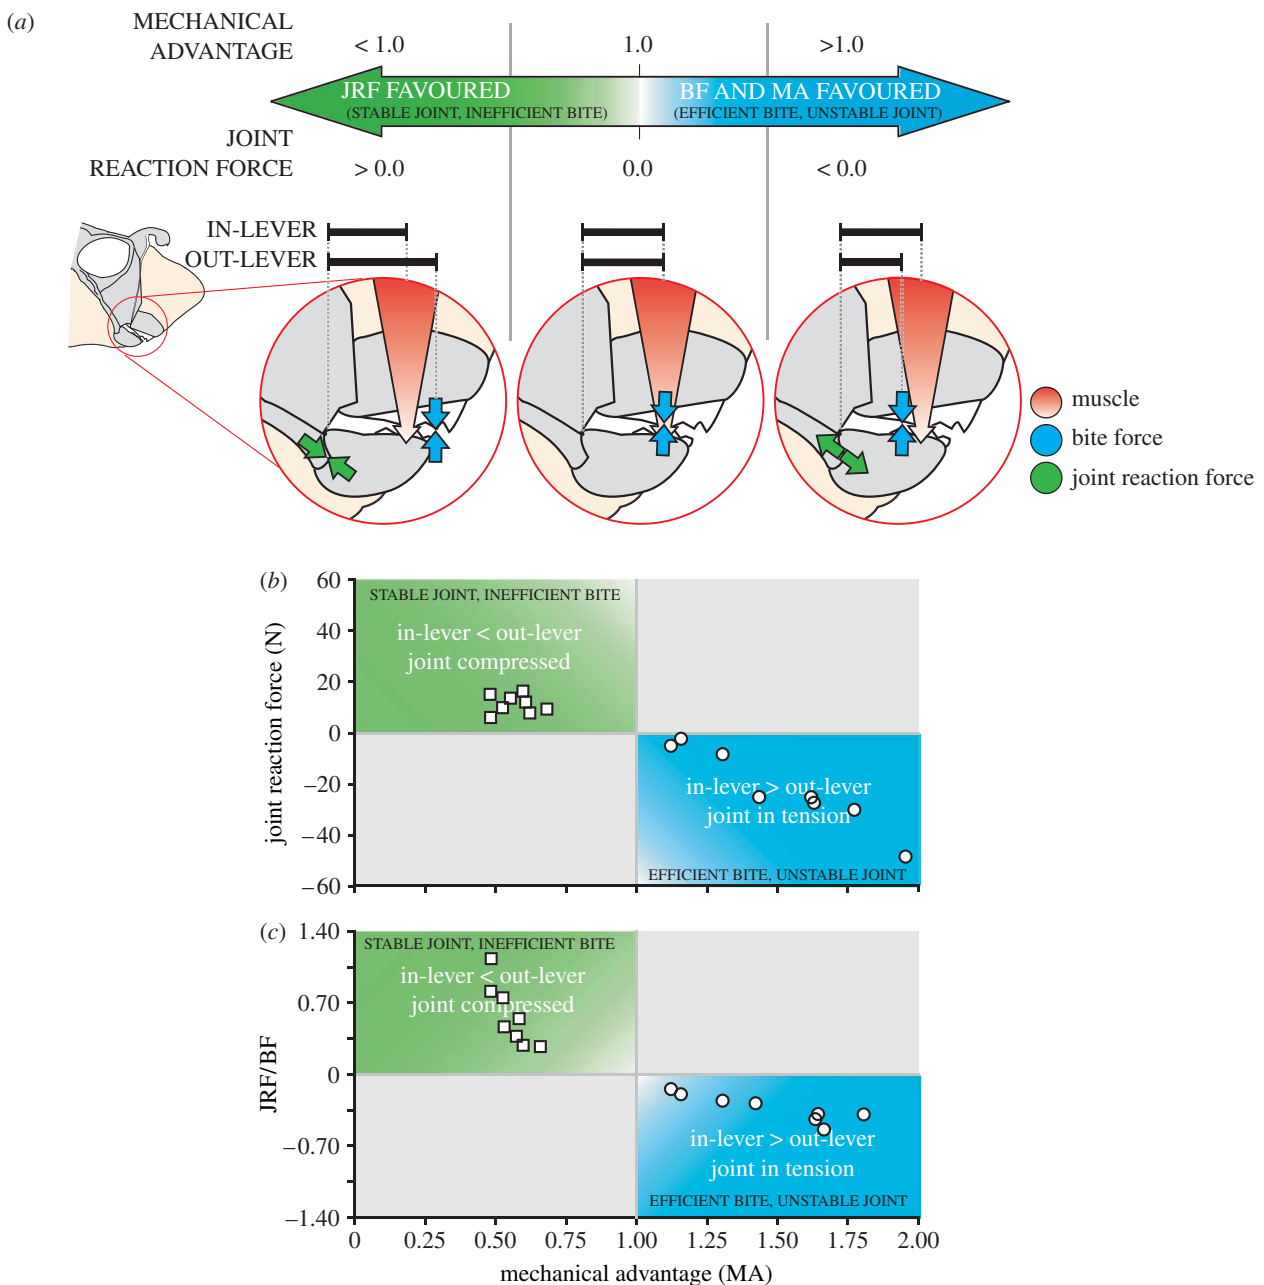 (a)
MECHANICAL
ADVANTAGE
< 1.0
1.0
>1.0
JRF FAVOURED
(STABLE JOINT, INEFFICIENT BITE)
BF AND MA FAVOURED
(EFFICIENT BITE, UNSTABLE JOINT)
JOINT
REACTION FORCE
> 0.0
0.0
< 0.0
IN-LEVER
OUT-LEVER
muscle
bite force
joint reaction force
(b)
joint reaction force (N)
60
40
20
0
–20
–40
–60
STABLE JOINT, INEFFICIENT BITE
in-lever < out-lever
joint compressed
in-lever > out-lever
joint in tension
EFFICIENT BITE, UNSTABLE JOINT
(c)
JRF/BF
1.40
0.70
0
–0.70
–1.40
STABLE JOINT, INEFFICIENT BITE
in-lever < out-lever
joint compressed
in-lever > out-lever
joint in tension
EFFICIENT BITE, UNSTABLE JOINT
0 0.25 0.50 0.75 1.00 1.25 1.50 1.75 2.00
mechanical advantage (MA)